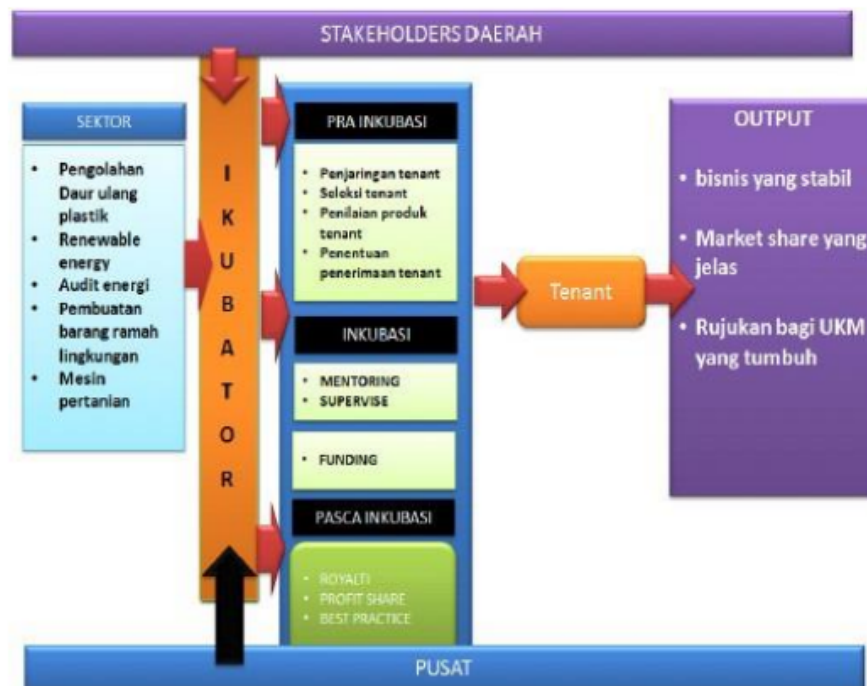 STAKEHOLDERS DAERAH
SEKTOR
• Pengolahan
Daur ulang
plastik
• Renewable
energy
• Audit energi
• Pembuatan
barang ramah
lingkungan
• Mesin
pertanian
I
K
U
B
A
T
O
R
PRA INKUBASI
• Penjaringan tenant
• Seleksi tenant
• Penilaian produk
tenant
• Penentuan
penerimaan tenant
INKUBASI
• MENTORING
• SUPERVISE
• FUNDING
PASCA INKUBASI
• ROYALTI
• PROFIT SHARE
• BEST PRACTICE
Tenant
OUTPUT
• bisnis yang stabil
• Market share yang
jelas
• Rujukan bagi UKM
yang tumbuh
PUSAT